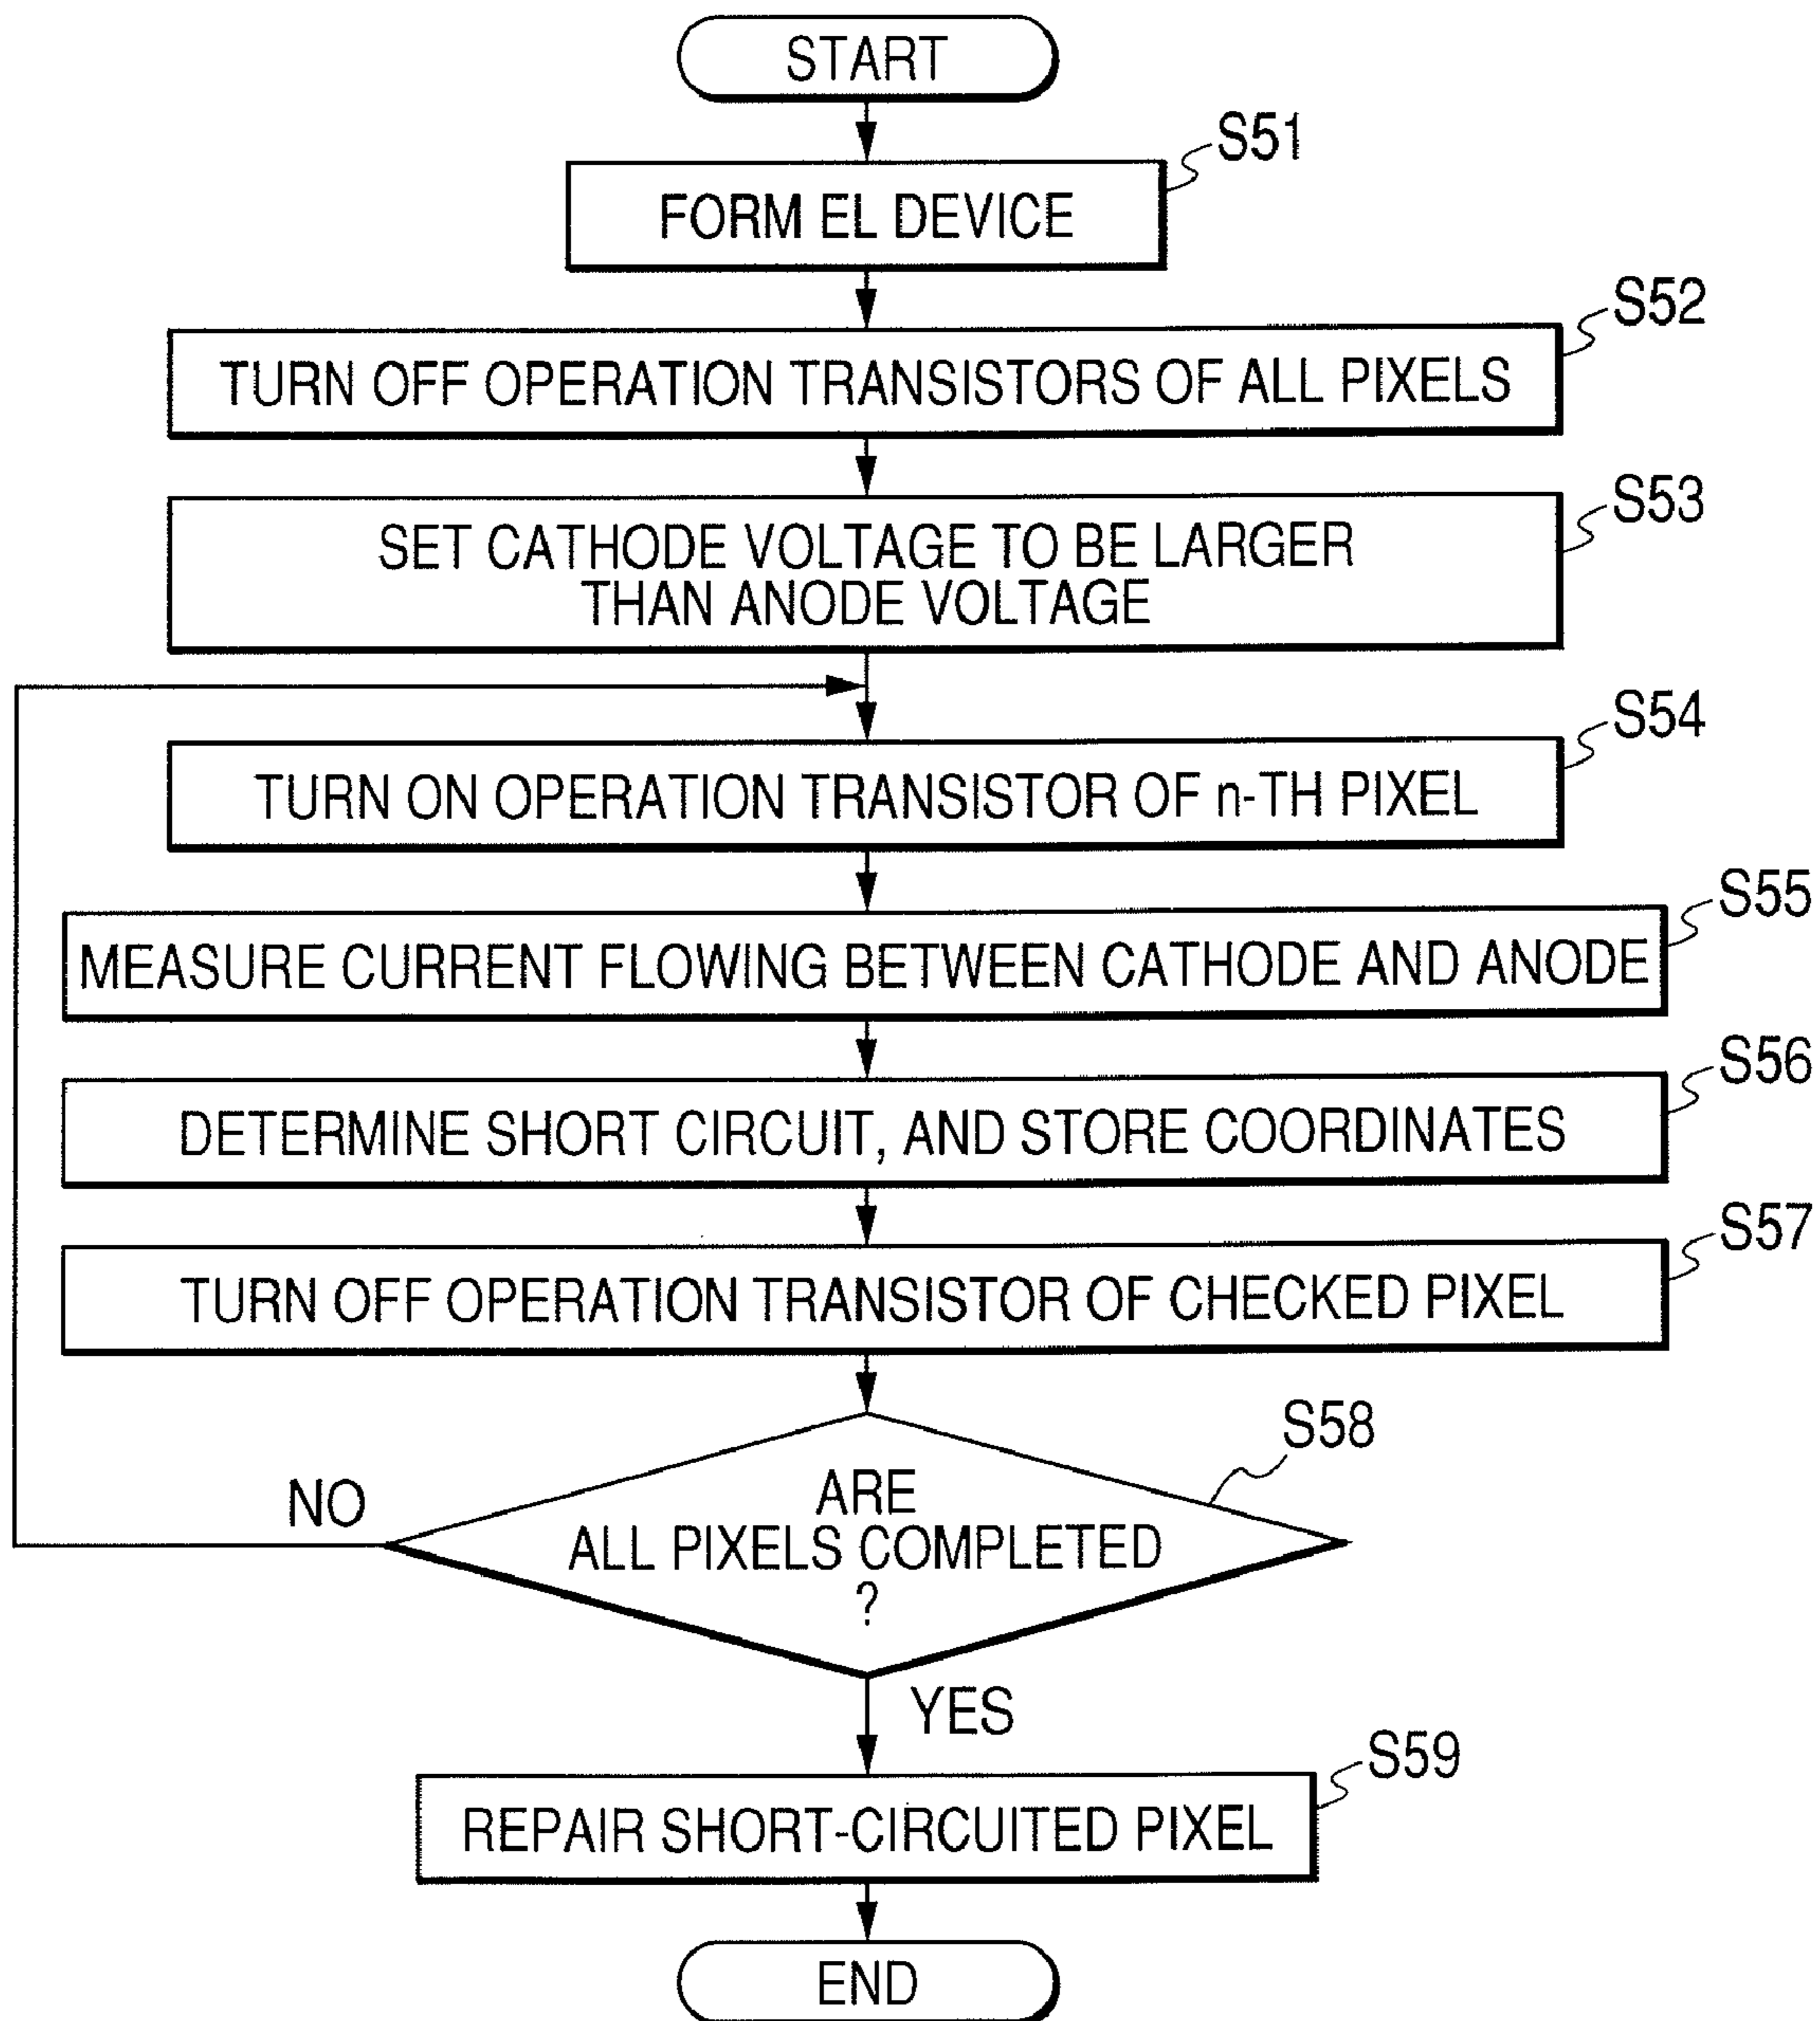 START
S51
FORM EL DEVICE
S52
TURN OFF OPERATION TRANSISTORS OF ALL PIXELS
S53
SET CATHODE VOLTAGE TO BE LARGER
THAN ANODE VOLTAGE
S54
TURN ON OPERATION TRANSISTOR OF n-TH PIXEL
S55
MEASURE CURRENT FLOWING BETWEEN CATHODE AND ANODE
S56
DETERMINE SHORT CIRCUIT, AND STORE COORDINATES
S57
TURN OFF OPERATION TRANSISTOR OF CHECKED PIXEL
S58
NO
ARE
ALL PIXELS COMPLETED
?
YES
S59
REPAIR SHORT-CIRCUITED PIXEL
END